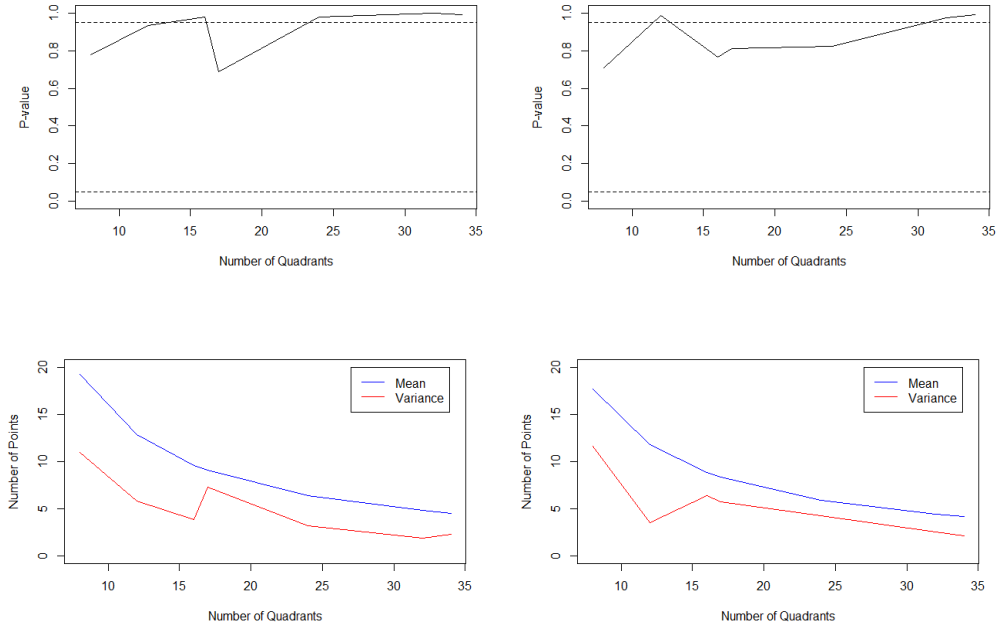 P-value
0.0 0.2 0.4 0.6 0.8 1.0
10 15 20 25 30 35
Number of Quadrants
P-value
0.0 0.2 0.4 0.6 0.8 1.0
10 15 20 25 30 35
Number of Quadrants
Number of Points
0 5 10 15 20
Mean
Variance
10 15 20 25 30 35
Number of Quadrants
Number of Points
0 5 10 15 20
Mean
Variance
10 15 20 25 30 35
Number of Quadrants